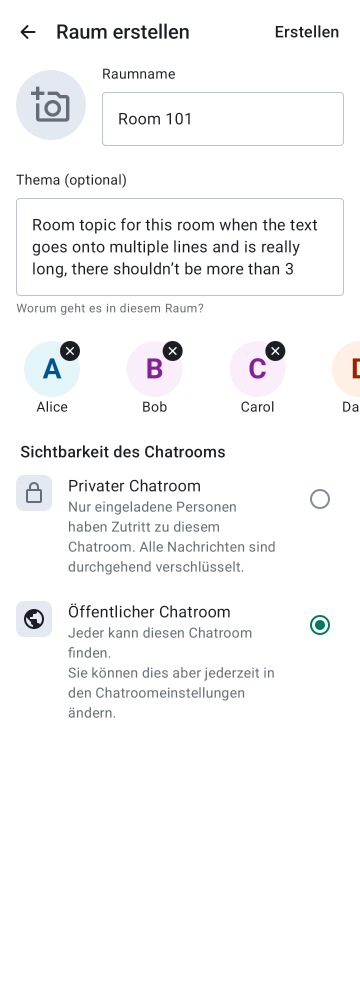 Raum erstellen
Erstellen
Raumname
Room 101
Thema (optional)
Room topic for this room when the text
goes onto multiple lines and is really
long, there shouldn’t be more than 3
Worum geht es in diesem Raum?
A B C D
Alice Bob Carol Da
Sichtbarkeit des Chatrooms
Privater Chatroom
Nur eingeladene Personen
haben Zutritt zu diesem
Chatroom. Alle Nachrichten sind
durchgehend verschlüsselt.
Öffentlicher Chatroom
Jeder kann diesen Chatroom
finden.
Sie können dies aber jederzeit in
den Chatroomeinstellungen
ändern.